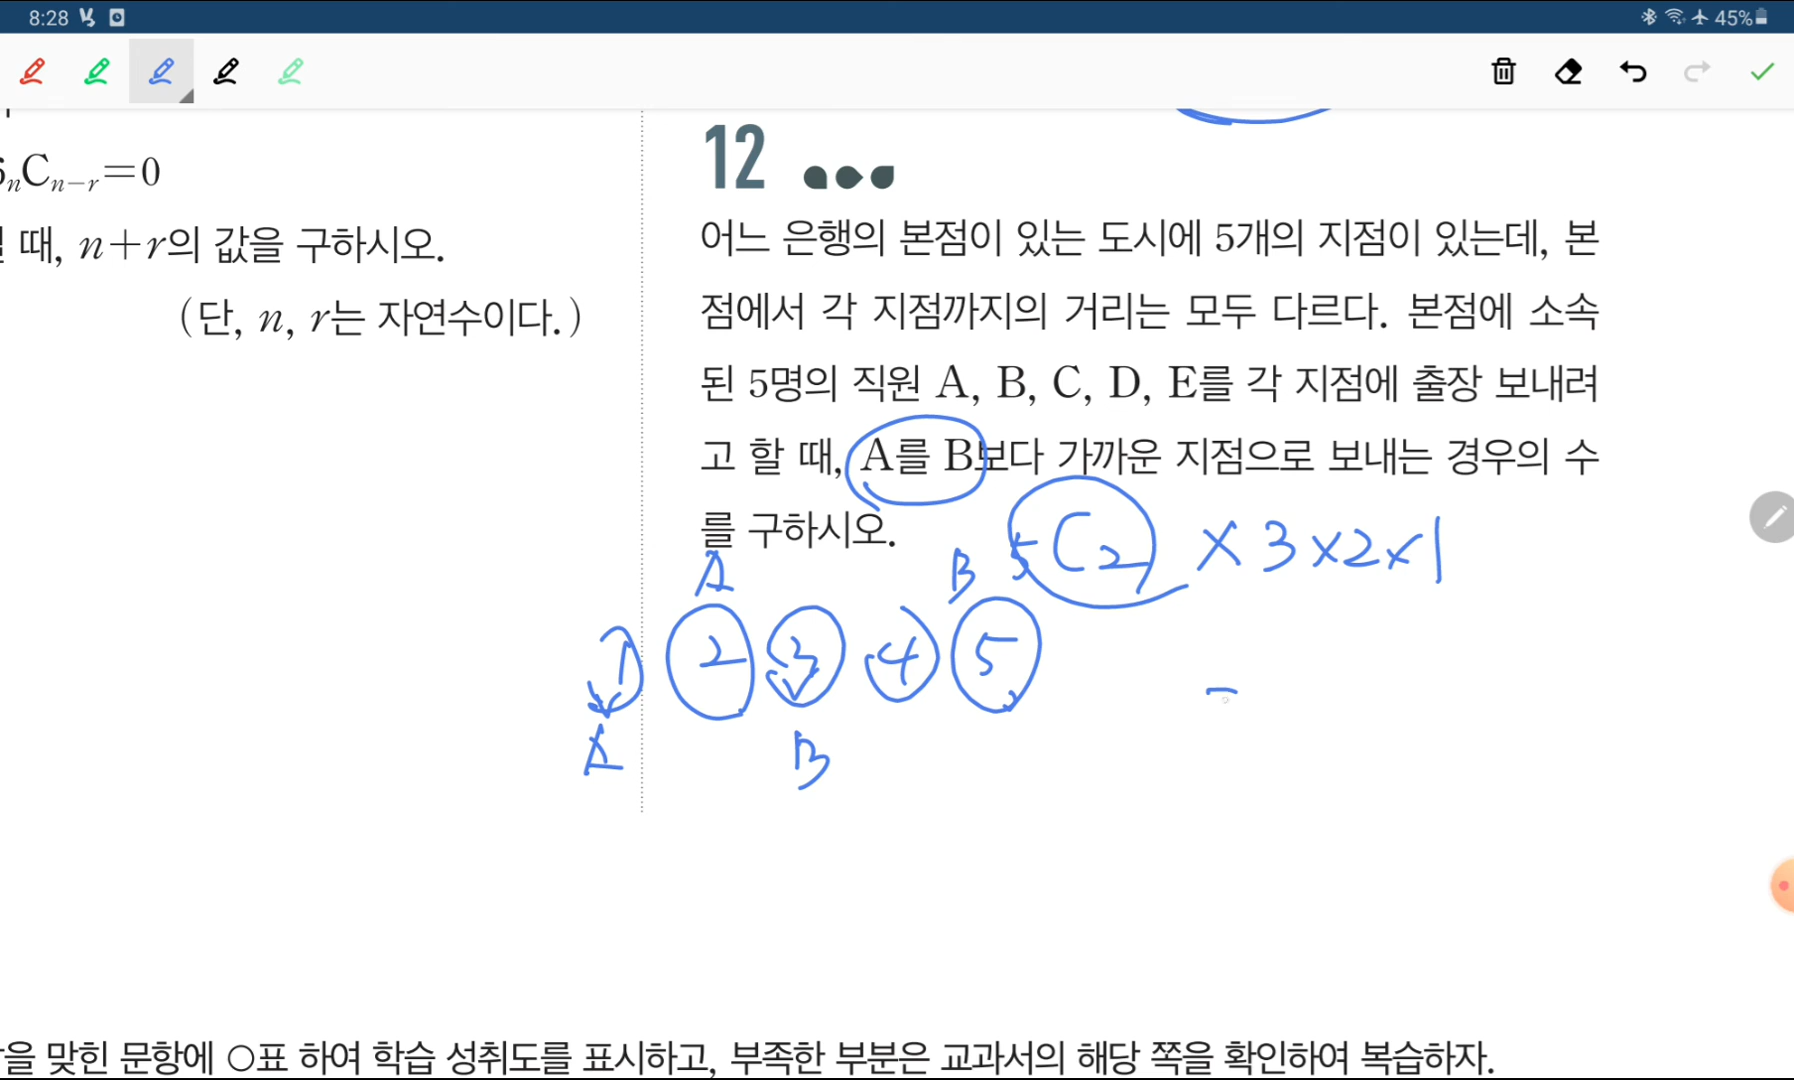 8:28
45%
6ₙCₙ₋ᵣ=0
때, n+r의 값을 구하시오.
(단, n, r는 자연수이다.)
12
어느 은행의 본점이 있는 도시에 5개의 지점이 있는데, 본
점에서 각 지점까지의 거리는 모두 다르다. 본점에 소속
된 5명의 직원 A, B, C, D, E를 각 지점에 출장 보내려
고 할 때, A를 B보다 가까운 지점으로 보내는 경우의 수
를 구하시오.
₅C₂ × 3×2×1
A B
2 3 4 5
A B
을 맞힌 문항에 ○표 하여 학습 성취도를 표시하고, 부족한 부분은 교과서의 해당 쪽을 확인하여 복습하자.